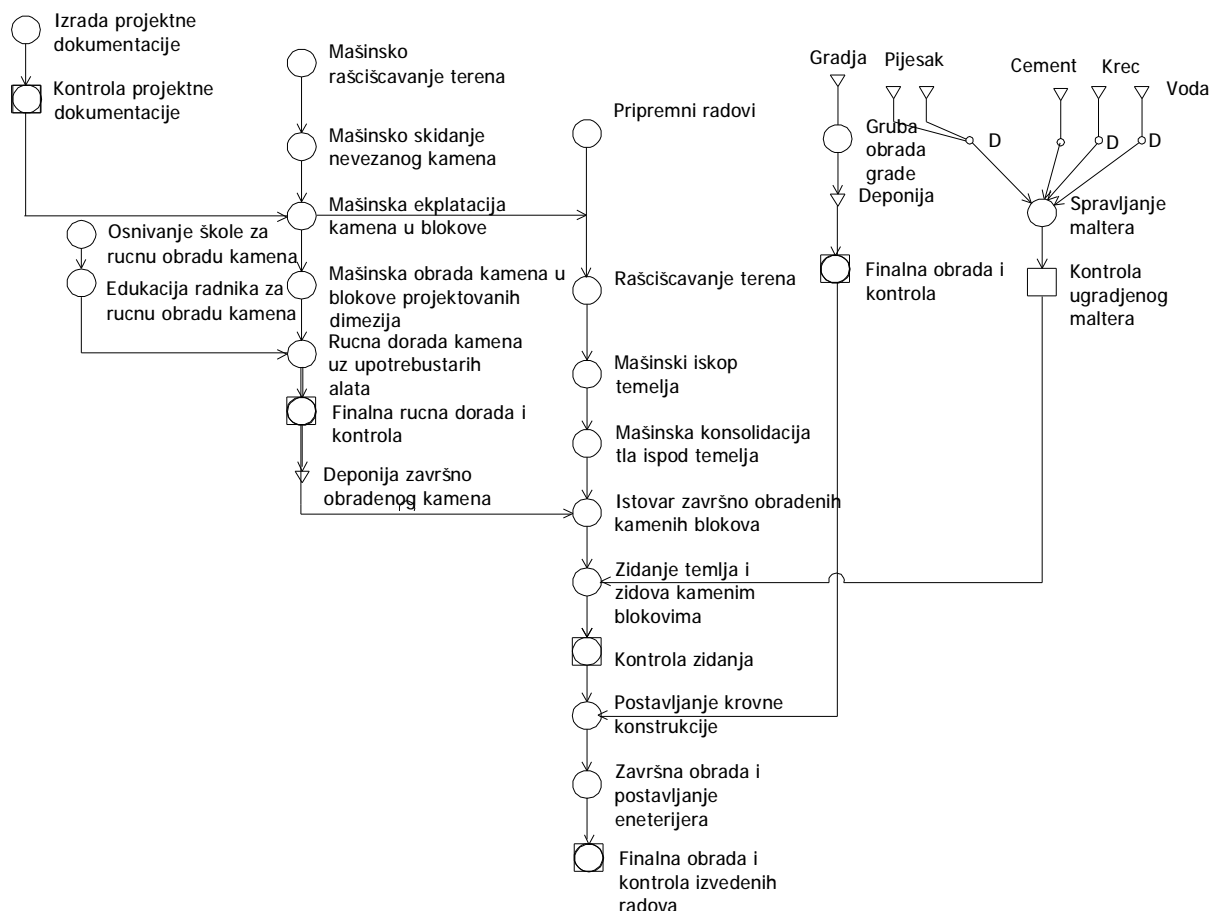 Izrada projektne
dokumentacije
Kontrola projektne
dokumentacije
Mašinsko
rašcišcavanje terena
Mašinsko skidanje
nevezanog kamena
Mašinska ekplatacija
kamena u blokove
Osnivanje škole za
rucnu obradu kamena
Edukacija radnika za
rucnu obradu kamena
Mašinska obrada kamena u
blokove projektovanih
dimezija
Rucna dorada kamena
uz upotrebustarih
alata
Finalna rucna dorada i
kontrola
Deponija završno
obradenog kamena
Pripremni radovi
Rašcišcavanje terena
Mašinski iskop
temelja
Mašinska konsolidacija
tla ispod temelja
Istovar završno obradenih
kamenih blokova
Zidanje temlja i
zidova kamenim
blokovima
Kontrola zidanja
Postavljanje krovne
konstrukcije
Završna obrada i
postavljanje
eneterijera
Finalna obrada i
kontrola izvedenih
radova
Gradja
Gruba
obrada
grade
Deponija
Finalna obrada i
kontrola
Pijesak
Cement
Krec
Voda
D
D
D
Spravljanje
maltera
Kontrola
ugradjenog
maltera